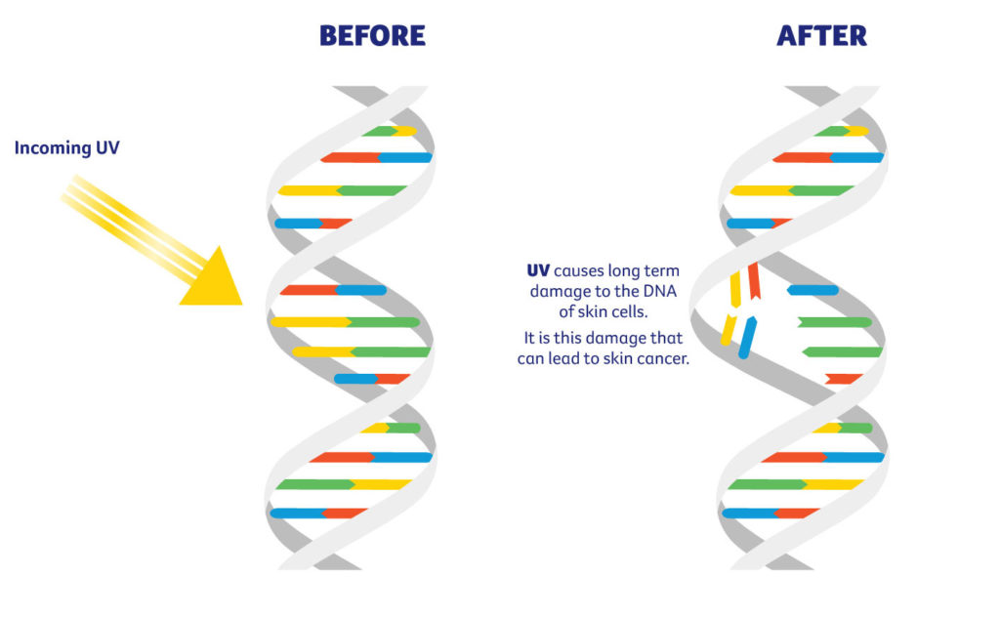 BEFORE
AFTER
Incoming UV
UV causes long term
damage to the DNA
of skin cells.
It is this damage that
can lead to skin cancer.